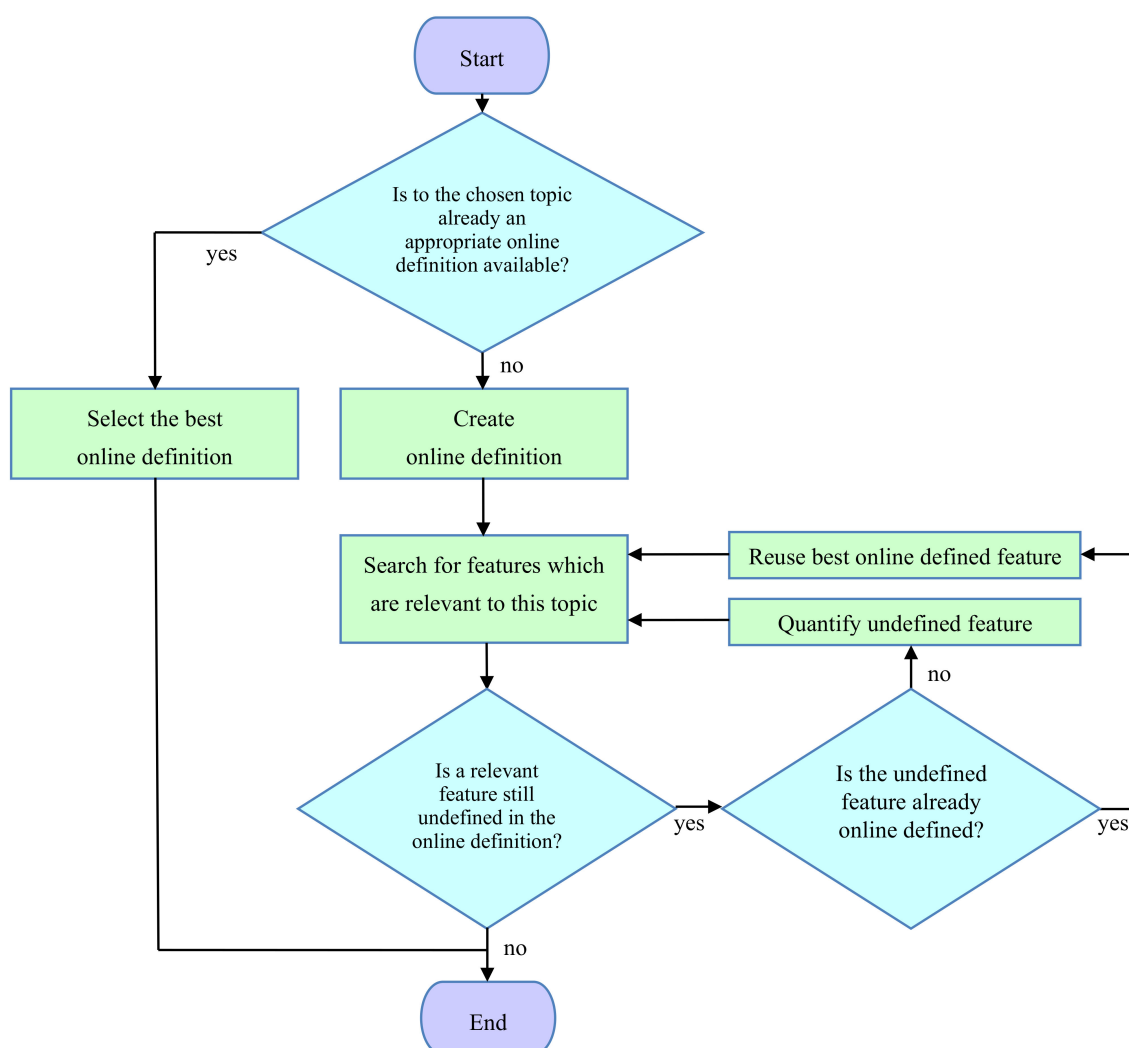 Start
Is to the chosen topic
already an
appropriate online
definition available?
yes
no
Select the best
online definition
Create
online definition
Search for features which
are relevant to this topic
Reuse best online defined feature
Quantify undefined feature
no
Is a relevant
feature still
undefined in the
online definition?
yes
Is the undefined
feature already
online defined?
yes
no
End